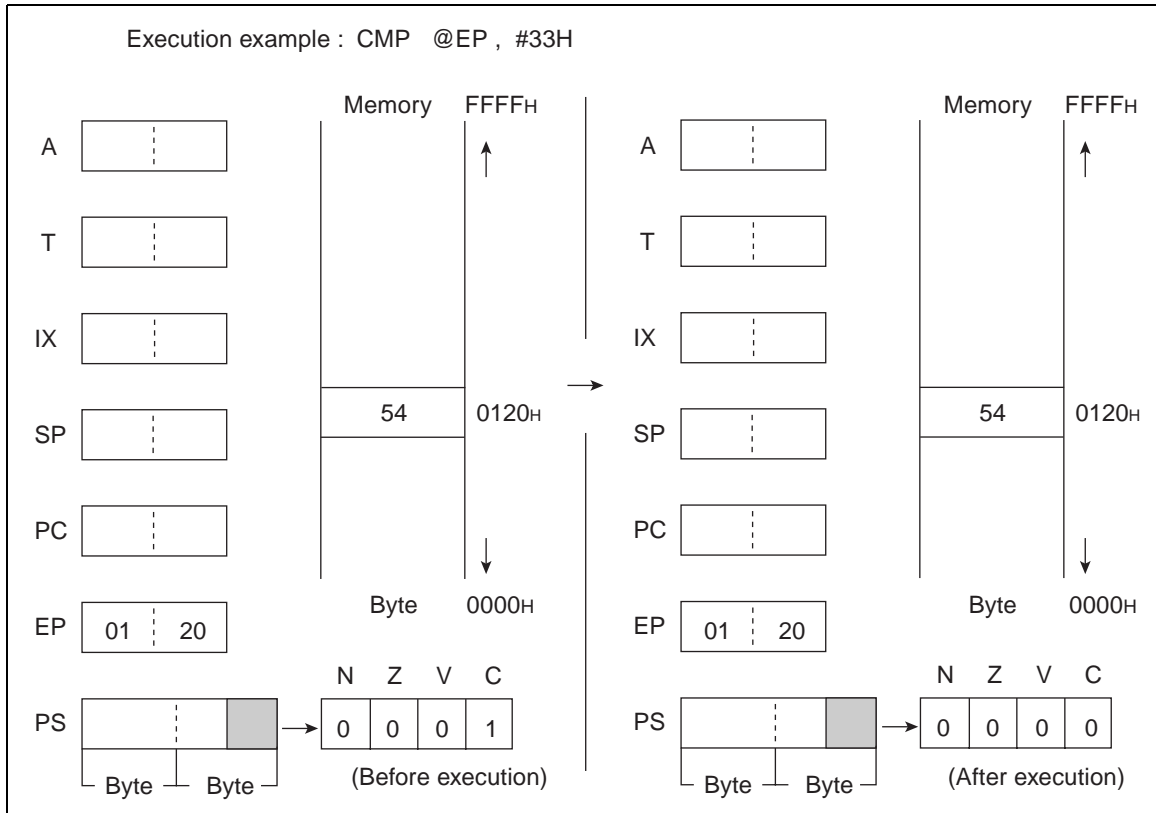 Execution example : CMP @EP , #33H
Memory FFFFH
A
T
IX
54 0120H
SP
PC
Byte 0000H
EP 01 20
N Z V C
PS 0 0 0 1
Byte Byte (Before execution)
Memory FFFFH
A
T
IX
54 0120H
SP
PC
Byte 0000H
EP 01 20
N Z V C
PS 0 0 0 0
Byte Byte (After execution)